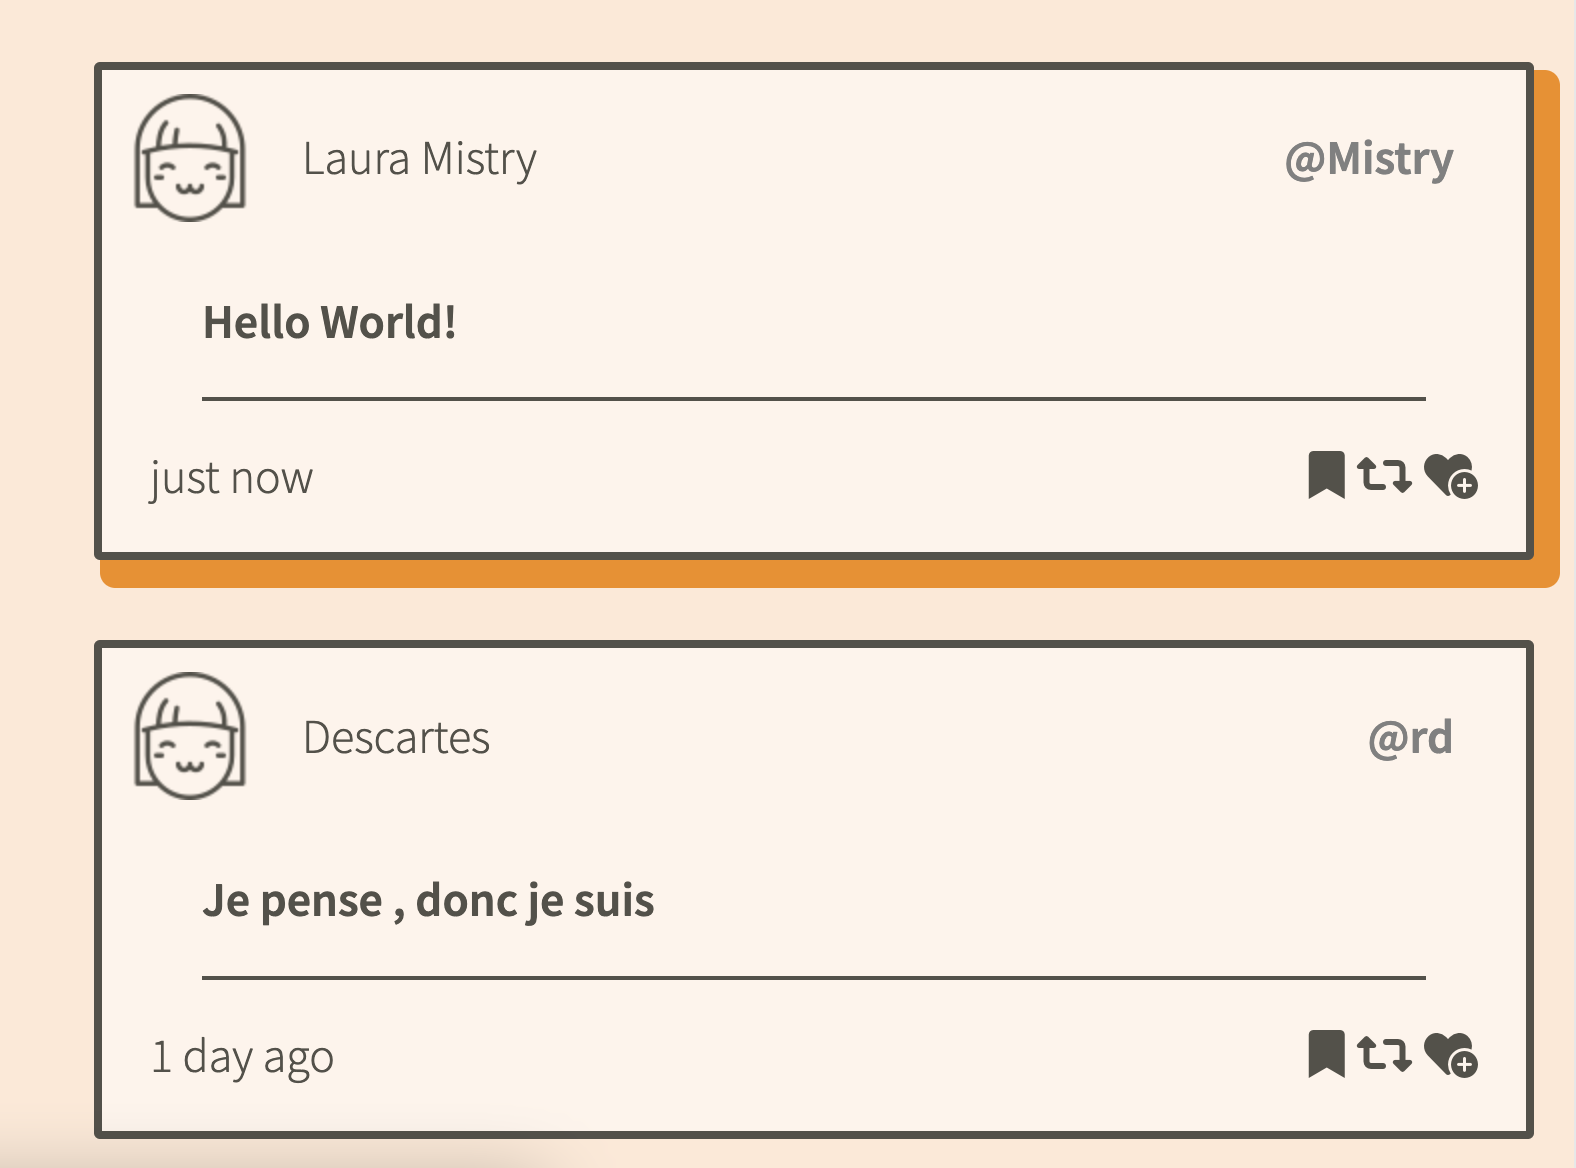 Laura Mistry
@Mistry
Hello World!
just now
Descartes
@rd
Je pense , donc je suis
1 day ago